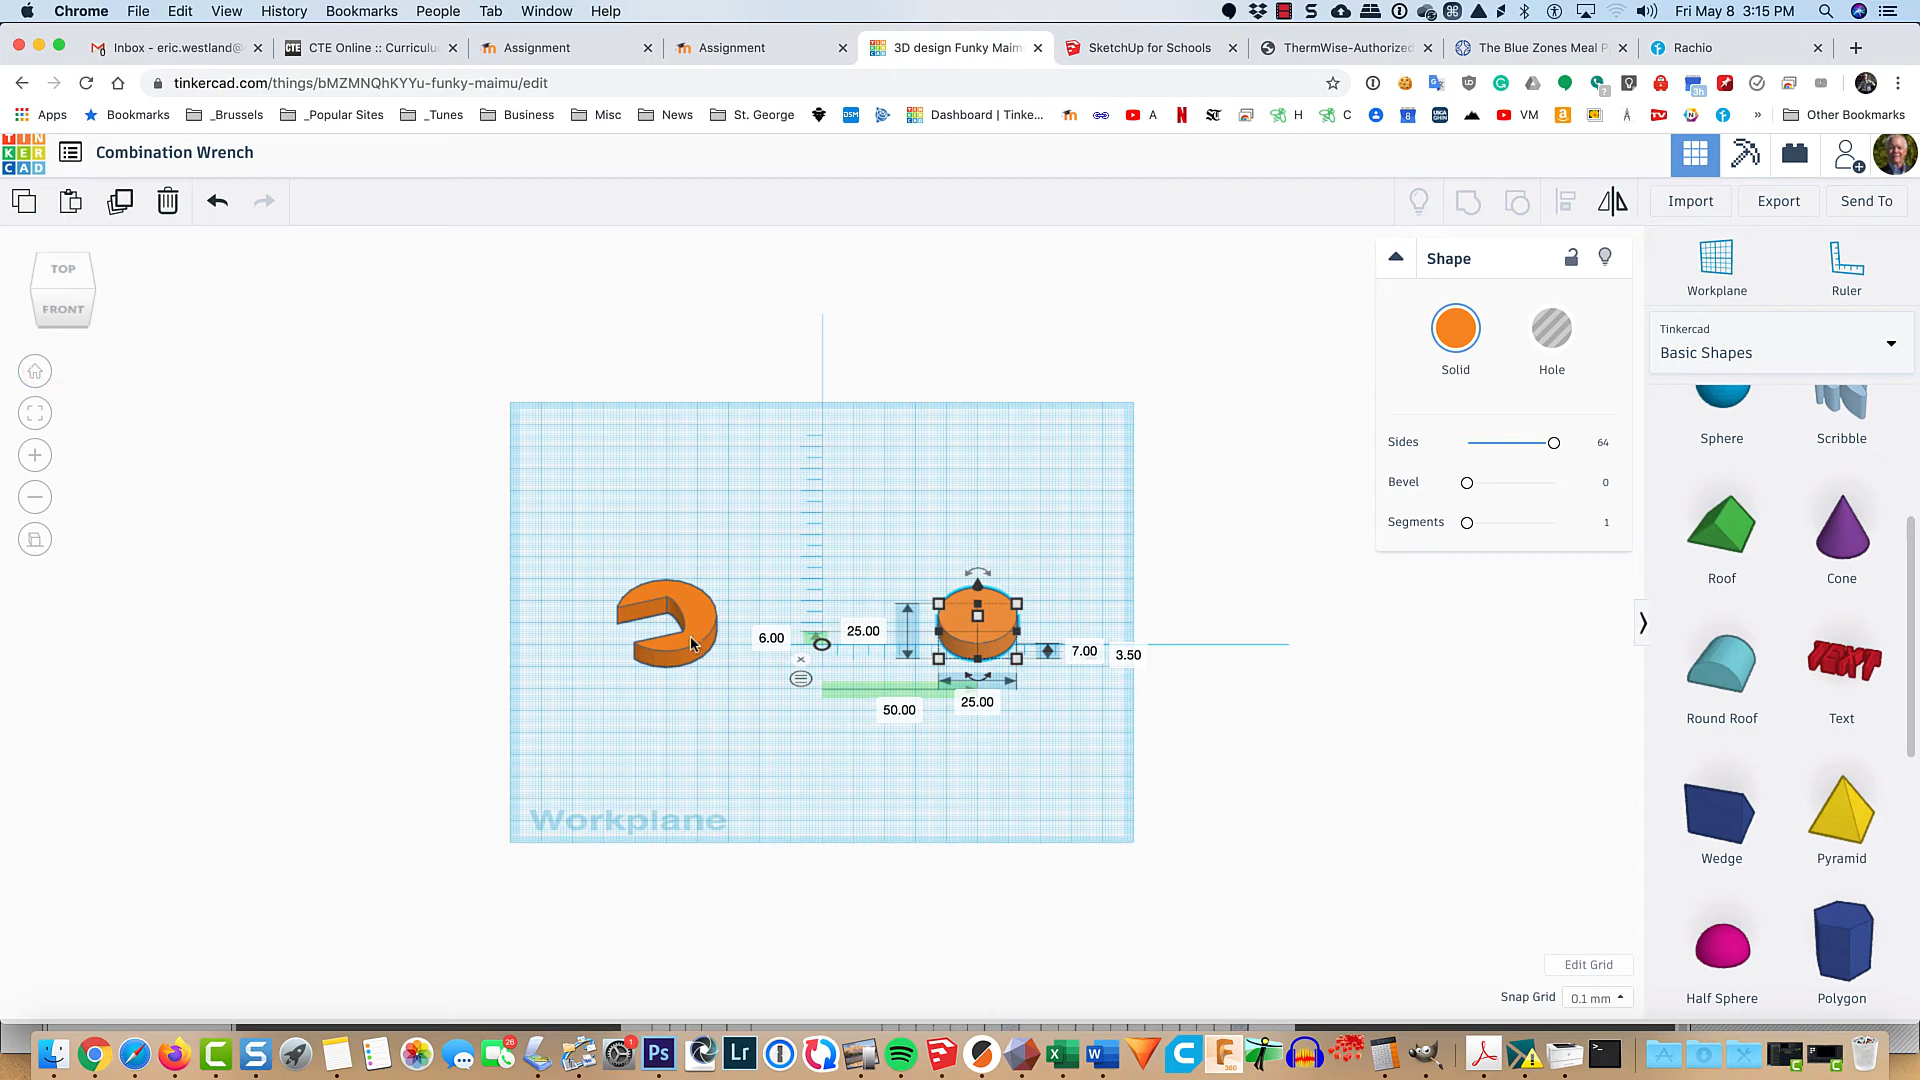 Chrome File Edit View History Bookmarks People Tab Window Help Fri May 8 3:15 PM
Inbox - eric.westland@ CTE Online :: Curriculu Assignment Assignment 3D design Funky Maim SketchUp for Schools ThermWise-Authorized The Blue Zones Meal P Rachio
tinkercad.com/things/bMZMNQhKYYu-funky-maimu/edit
Apps Bookmarks _Brussels _Popular Sites _Tunes Business Misc News St. George Dashboard | Tinke... A H C VM Other Bookmarks
TIN
KER
CAD
Combination Wrench
Import Export Send To
TOP
FRONT
Shape
Solid Hole
Sides 64
Bevel 0
Segments 1
Workplane Ruler
Tinkercad
Basic Shapes
Sphere Scribble
Roof Cone
Round Roof Text
TEXT
Wedge Pyramid
Half Sphere Polygon
6.00 25.00 7.00 3.50
50.00 25.00
Workplane
Edit Grid
Snap Grid 0.1 mm